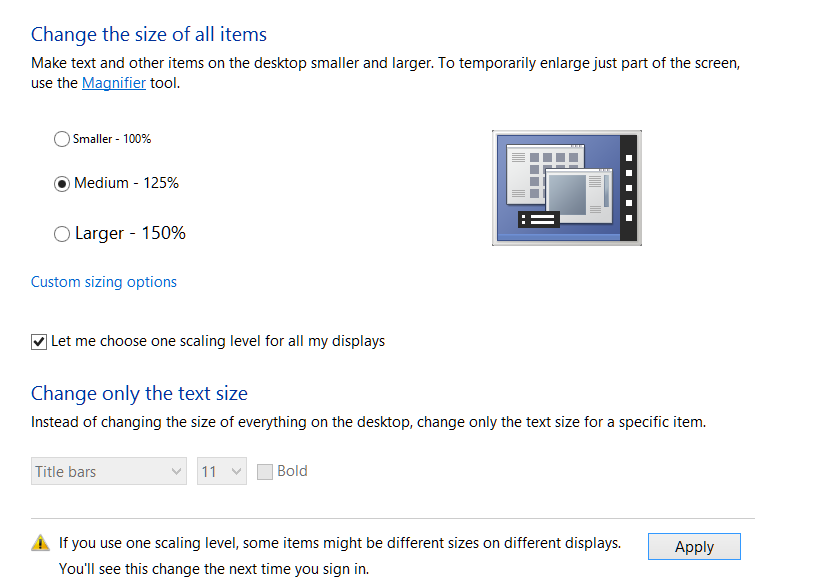 Change the size of all items
Make text and other items on the desktop smaller and larger. To temporarily enlarge just part of the screen,
use the Magnifier tool.
Smaller - 100%
Medium - 125%
Larger - 150%
Custom sizing options
Let me choose one scaling level for all my displays
Change only the text size
Instead of changing the size of everything on the desktop, change only the text size for a specific item.
Title bars 11 Bold
If you use one scaling level, some items might be different sizes on different displays.
Apply
You'll see this change the next time you sign in.